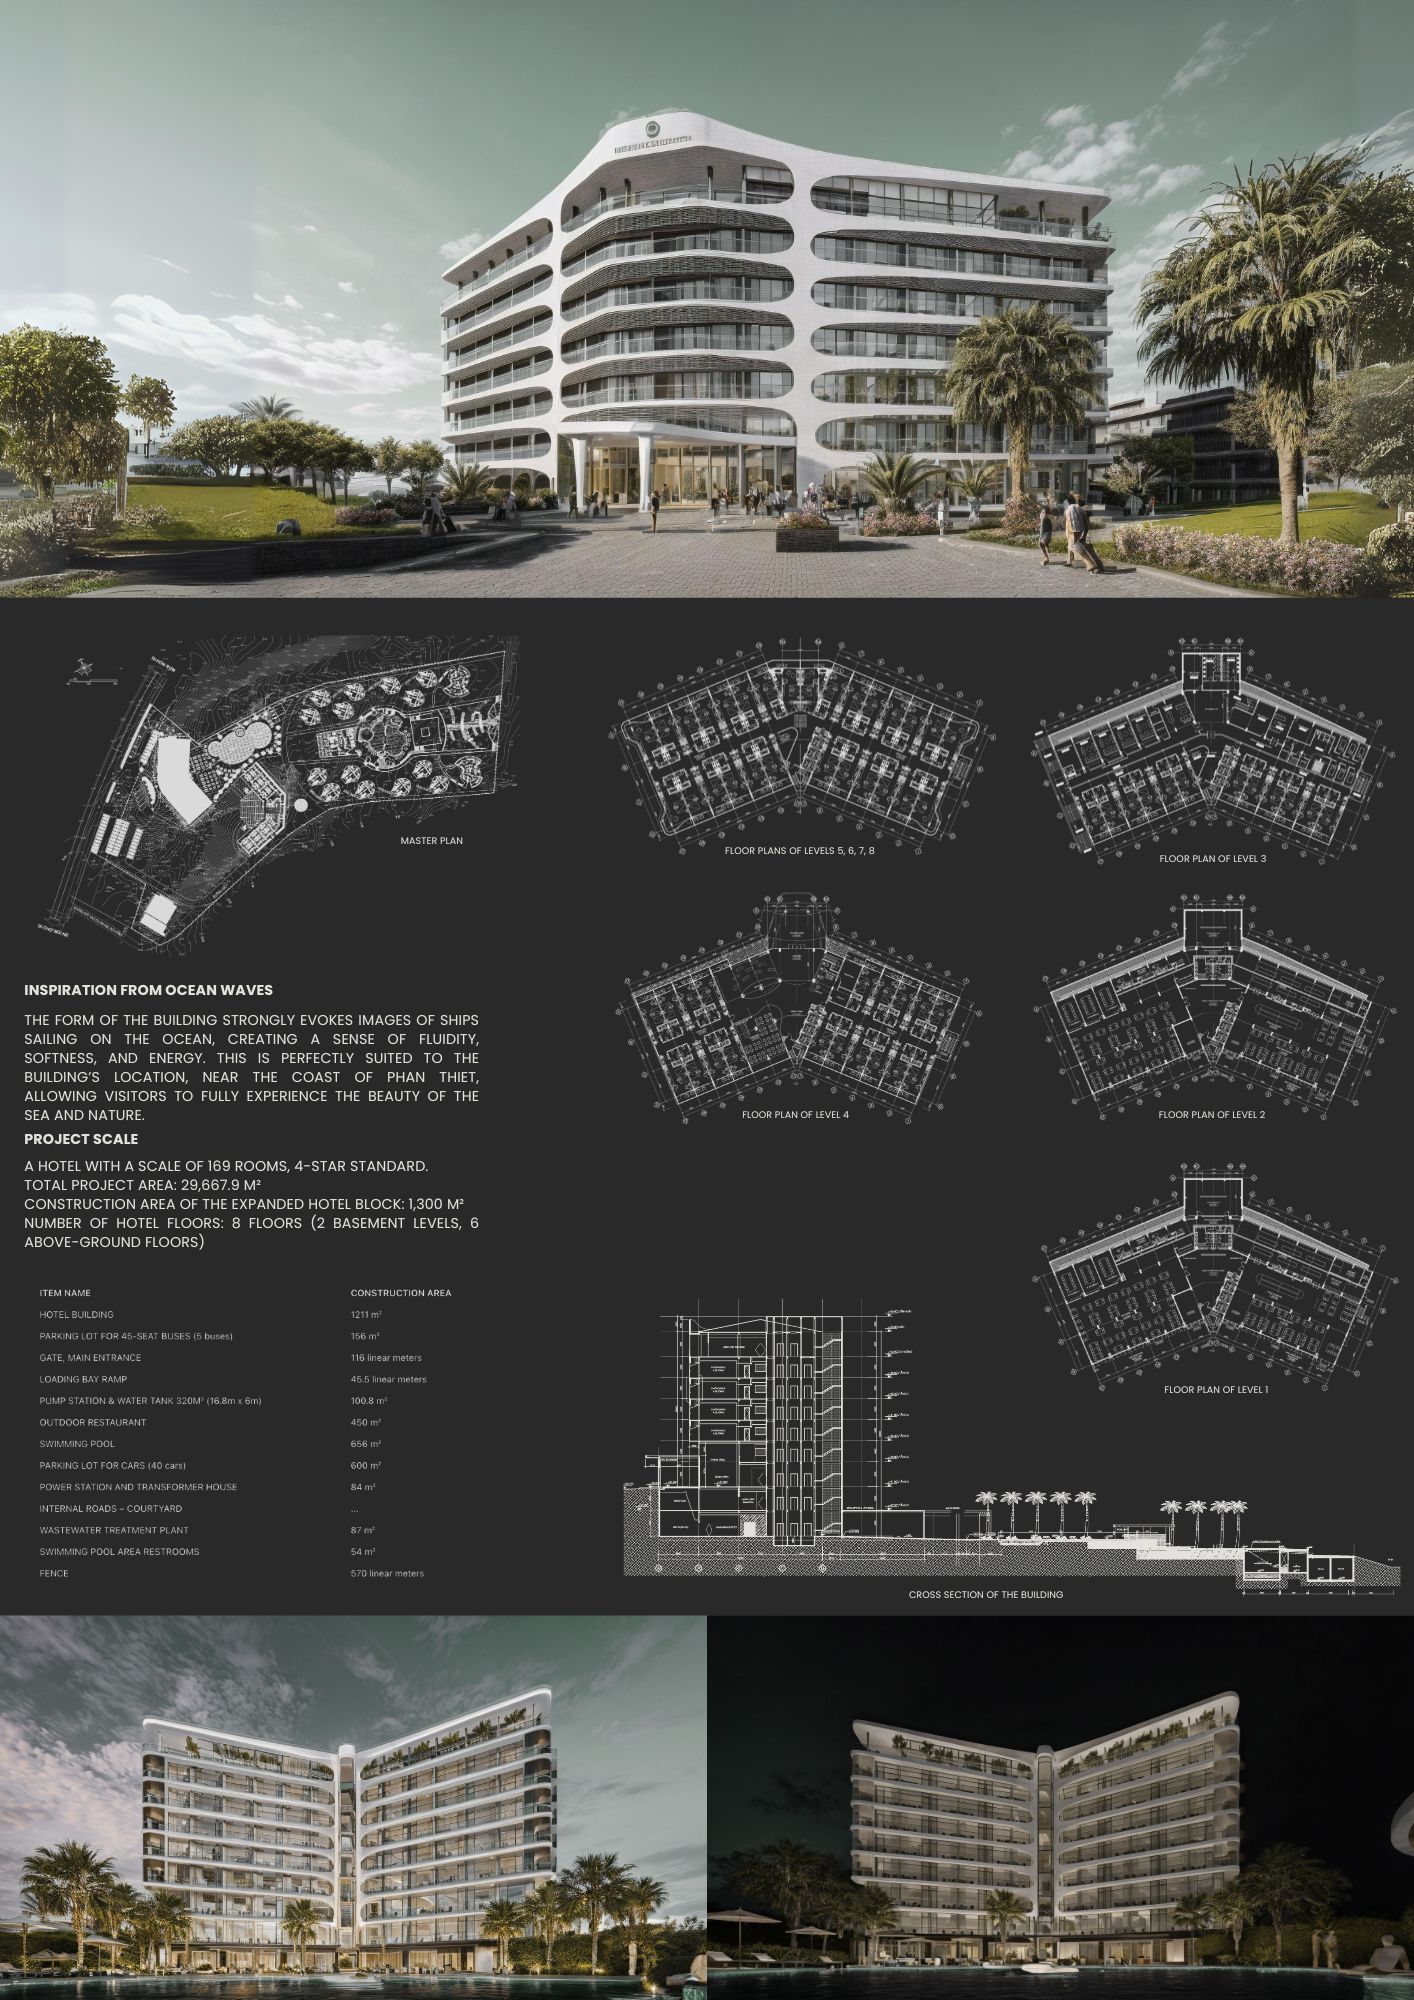 MASTER PLAN
FLOOR PLANS OF LEVELS 5, 6, 7, 8
FLOOR PLAN OF LEVEL 3
FLOOR PLAN OF LEVEL 4
FLOOR PLAN OF LEVEL 2
INSPIRATION FROM OCEAN WAVES
THE FORM OF THE BUILDING STRONGLY EVOKES IMAGES OF SHIPS
SAILING ON THE OCEAN, CREATING A SENSE OF FLUIDITY,
SOFTNESS, AND ENERGY. THIS IS PERFECTLY SUITED TO THE
BUILDING'S LOCATION, NEAR THE COAST OF PHAN THIET,
ALLOWING VISITORS TO FULLY EXPERIENCE THE BEAUTY OF THE
SEA AND NATURE.
PROJECT SCALE
A HOTEL WITH A SCALE OF 169 ROOMS, 4-STAR STANDARD.
TOTAL PROJECT AREA: 29,667.9 M²
CONSTRUCTION AREA OF THE EXPANDED HOTEL BLOCK: 1,300 M²
NUMBER OF HOTEL FLOORS: 8 FLOORS (2 BASEMENT LEVELS, 6
ABOVE-GROUND FLOORS)
ITEM NAME CONSTRUCTION AREA
HOTEL BUILDING 1211 m²
PARKING LOT FOR 45-SEAT BUSES (5 buses) 156 m²
GATE, MAIN ENTRANCE 116 linear meters
LOADING BAY RAMP 45.5 linear meters
PUMP STATION & WATER TANK 320M³ (16.8m x 6m) 100.8 m²
OUTDOOR RESTAURANT 450 m²
SWIMMING POOL 656 m²
PARKING LOT FOR CARS (40 cars) 600 m²
POWER STATION AND TRANSFORMER HOUSE 84 m²
INTERNAL ROADS – COURTYARD ...
WASTEWATER TREATMENT PLANT 87 m²
SWIMMING POOL AREA RESTROOMS 54 m²
FENCE 570 linear meters
FLOOR PLAN OF LEVEL 1
CROSS SECTION OF THE BUILDING